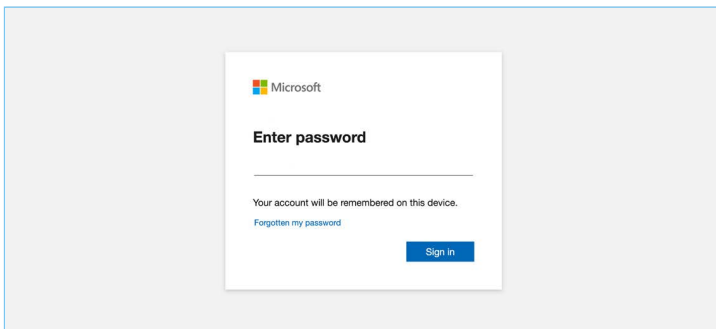 Microsoft
Enter password
Your account will be remembered on this device.
Forgotten my password
Sign in